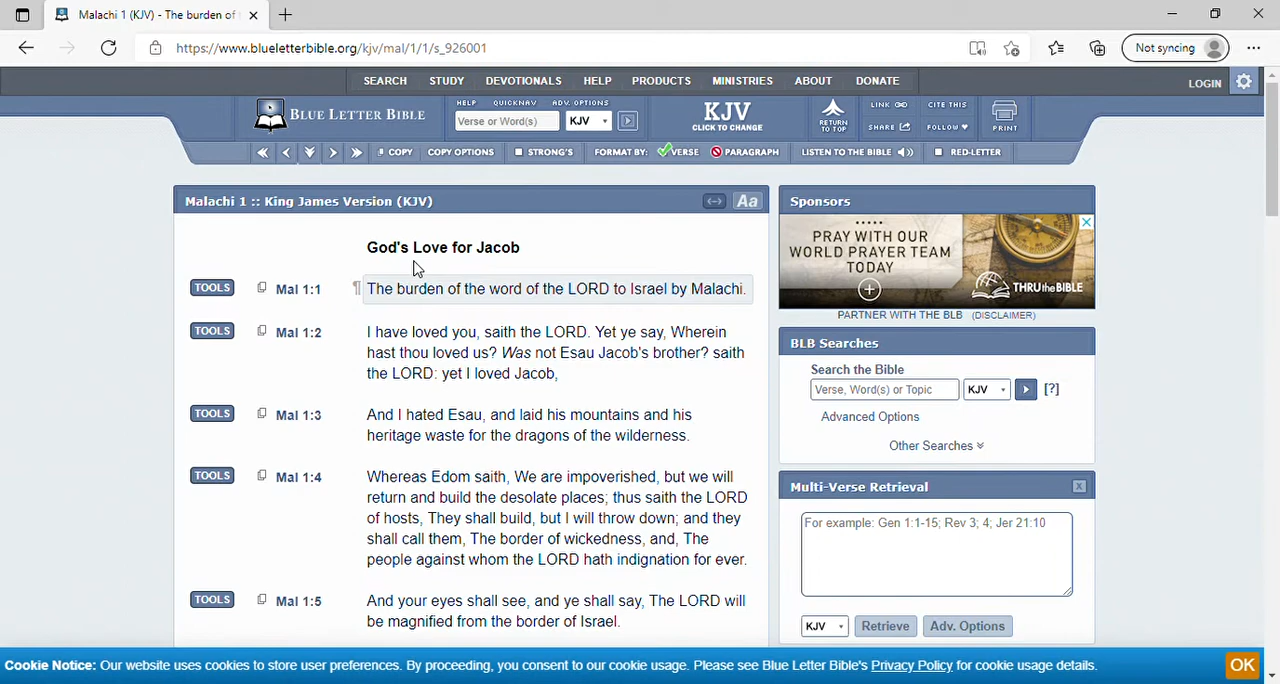 Malachi 1 (KJV) - The burden of
https://www.blueletterbible.org/kjv/mal/1/1/s_926001
Not syncing
SEARCH STUDY DEVOTIONALS HELP PRODUCTS MINISTRIES ABOUT DONATE
LOGIN
BLUE LETTER BIBLE
HELP QUICKNAV ADV. OPTIONS
Verse or Word(s) KJV
KJV
CLICK TO CHANGE
RETURN
TO TOP
LINK CITE THIS
SHARE FOLLOW
PRINT
COPY COPY OPTIONS STRONG'S FORMAT BY: VERSE PARAGRAPH LISTEN TO THE BIBLE RED-LETTER
Malachi 1 :: King James Version (KJV)
Aa
God's Love for Jacob
TOOLS Mal 1:1 ¶ The burden of the word of the LORD to Israel by Malachi.
TOOLS Mal 1:2 I have loved you, saith the LORD. Yet ye say, Wherein
hast thou loved us? Was not Esau Jacob's brother? saith
the LORD: yet I loved Jacob,
TOOLS Mal 1:3 And I hated Esau, and laid his mountains and his
heritage waste for the dragons of the wilderness.
TOOLS Mal 1:4 Whereas Edom saith, We are impoverished, but we will
return and build the desolate places; thus saith the LORD
of hosts, They shall build, but I will throw down; and they
shall call them, The border of wickedness, and, The
people against whom the LORD hath indignation for ever.
TOOLS Mal 1:5 And your eyes shall see, and ye shall say, The LORD will
be magnified from the border of Israel.
Sponsors
PRAY WITH OUR
WORLD PRAYER TEAM
TODAY
THRU the BIBLE
PARTNER WITH THE BLB (DISCLAIMER)
BLB Searches
Search the Bible
Verse, Word(s) or Topic KJV [?]
Advanced Options
Other Searches
Multi-Verse Retrieval
X
For example: Gen 1:1-15; Rev 3; 4; Jer 21:10
KJV Retrieve Adv. Options
Cookie Notice: Our website uses cookies to store user preferences. By proceeding, you consent to our cookie usage. Please see Blue Letter Bible's Privacy Policy for cookie usage details.
OK